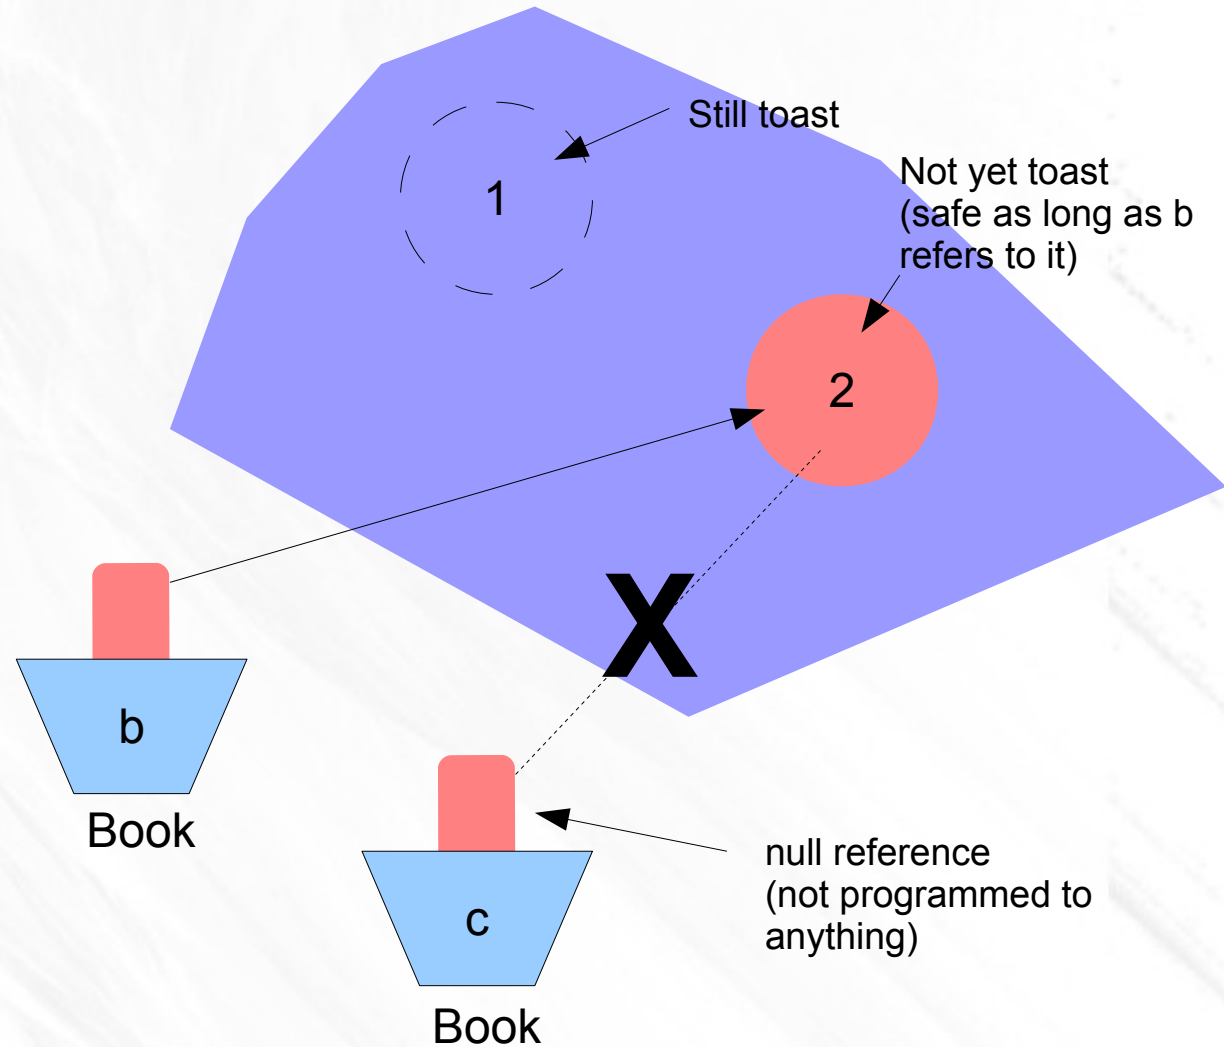 Still toast
1
Not yet toast
(safe as long as b
refers to it)
2
X
b
Book
null reference
(not programmed to
anything)
c
Book